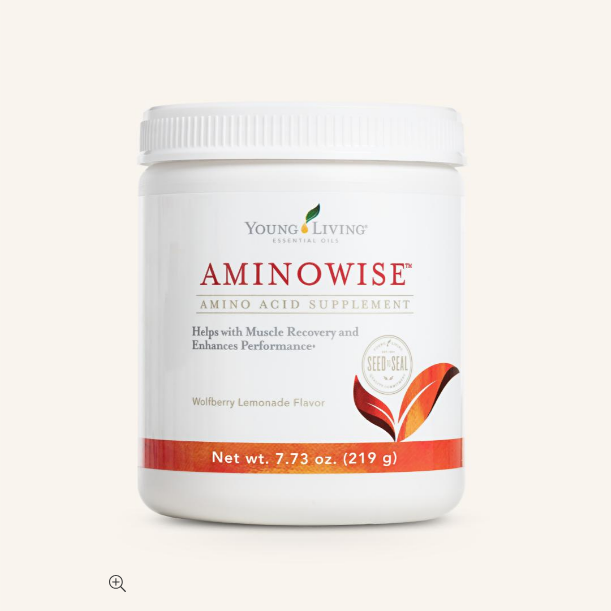 YOUNG LIVING®
ESSENTIAL OILS
AMINOWISE™
AMINO ACID SUPPLEMENT
Helps with Muscle Recovery and
Enhances Performance*
SEED TO SEAL
Wolfberry Lemonade Flavor
Net wt. 7.73 oz. (219 g)